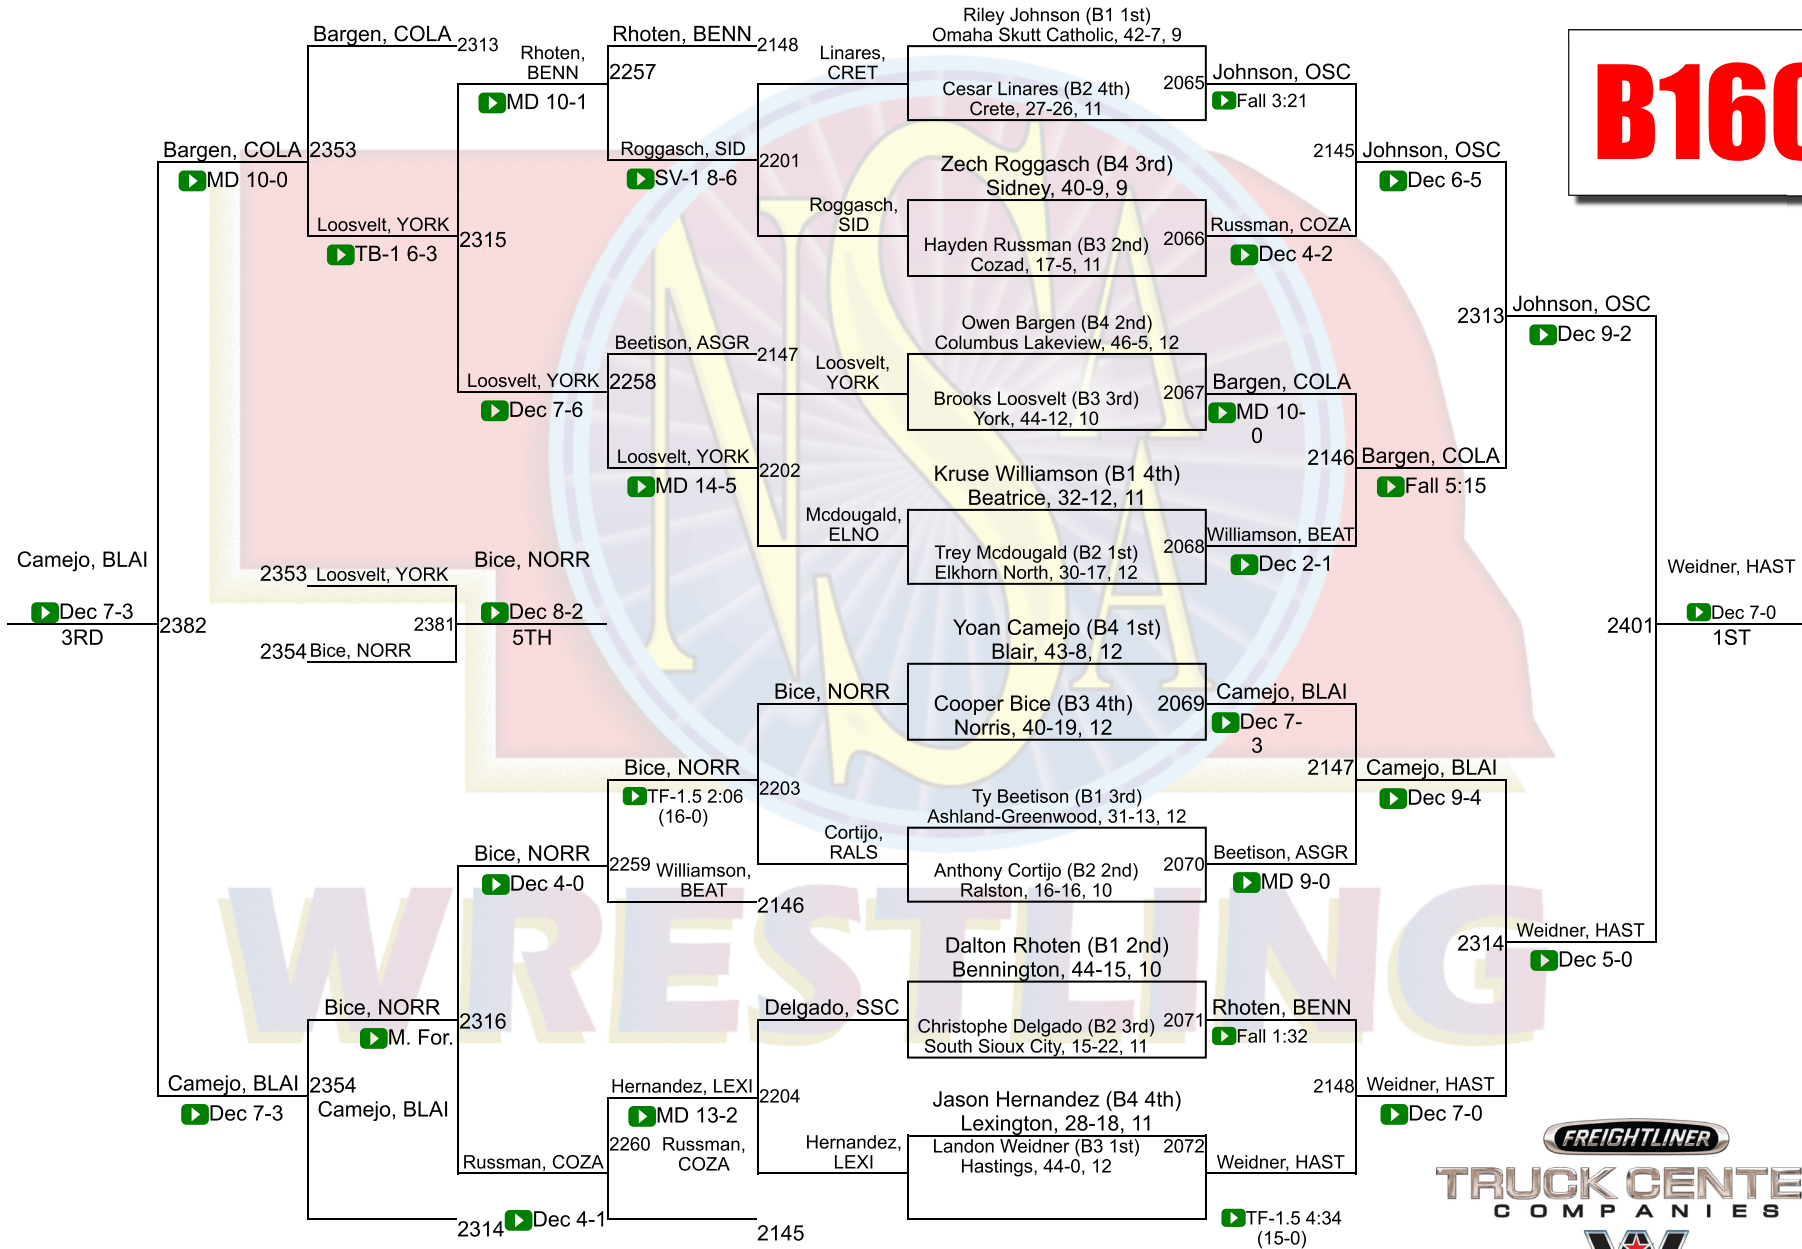 Bargen, COLA
2313
Rhoten,
BENN
MD 10-1
Rhoten, BENN
2148
2257
Linares,
CRET
Riley Johnson (B1 1st)
Omaha Skutt Catholic, 42-7, 9
Cesar Linares (B2 4th)
Crete, 27-26, 11
2065
Johnson, OSC
Fall 3:21
Bargen, COLA
2353
MD 10-0
Roggasch, SID
2201
SV-1 8-6
Zech Roggasch (B4 3rd)
Sidney, 40-9, 9
2145
Johnson, OSC
Dec 6-5
Loosvelt, YORK
2315
TB-1 6-3
Roggasch,
SID
Hayden Russman (B3 2nd)
Cozad, 17-5, 11
2066
Russman, COZA
Dec 4-2
2313
Johnson, OSC
Dec 9-2
Beetison, ASGR
2147
Loosvelt, YORK
2258
Dec 7-6
Loosvelt,
YORK
Owen Bargen (B4 2nd)
Columbus Lakeview, 46-5, 12
Brooks Loosvelt (B3 3rd)
York, 44-12, 10
2067
Bargen, COLA
MD 10-
0
Loosvelt, YORK
2202
MD 14-5
Kruse Williamson (B1 4th)
Beatrice, 32-12, 11
2146
Bargen, COLA
Fall 5:15
Mcdougald,
ELNO
Trey Mcdougald (B2 1st)
Elkhorn North, 30-17, 12
2068
Williamson, BEAT
Dec 2-1
Camejo, BLAI
Dec 7-3
3RD
2382
2353
Loosvelt, YORK
2381
2354
Bice, NORR
Bice, NORR
Dec 8-2
5TH
2401
Weidner, HAST
Dec 7-0
1ST
Yoan Camejo (B4 1st)
Blair, 43-8, 12
Bice, NORR
Cooper Bice (B3 4th)
Norris, 40-19, 12
2069
Camejo, BLAI
Dec 7-
3
Bice, NORR
2203
TF-1.5 2:06
(16-0)
2147
Camejo, BLAI
Dec 9-4
Cortijo,
RALS
Ty Beetison (B1 3rd)
Ashland-Greenwood, 31-13, 12
Anthony Cortijo (B2 2nd)
Ralston, 16-16, 10
2070
Beetison, ASGR
MD 9-0
Bice, NORR
2259
Dec 4-0
Williamson,
BEAT
2146
Dalton Rhoten (B1 2nd)
Bennington, 44-15, 10
2314
Weidner, HAST
Dec 5-0
Bice, NORR
2316
M. For.
Delgado, SSC
Christophe Delgado (B2 3rd)
South Sioux City, 15-22, 11
2071
Rhoten, BENN
Fall 1:32
Camejo, BLAI
2354
Dec 7-3
Camejo, BLAI
Hernandez, LEXI
2204
MD 13-2
Jason Hernandez (B4 4th)
Lexington, 28-18, 11
2148
Weidner, HAST
Dec 7-0
Russman, COZA
2260
Russman,
COZA
Hernandez,
LEXI
Landon Weidner (B3 1st)
Hastings, 44-0, 12
2072
Weidner, HAST
2314
Dec 4-1
2145
TF-1.5 4:34
(15-0)
NSAA
WRESTLING
FREIGHTLINER
TRUCK CENTE
COMPANIES